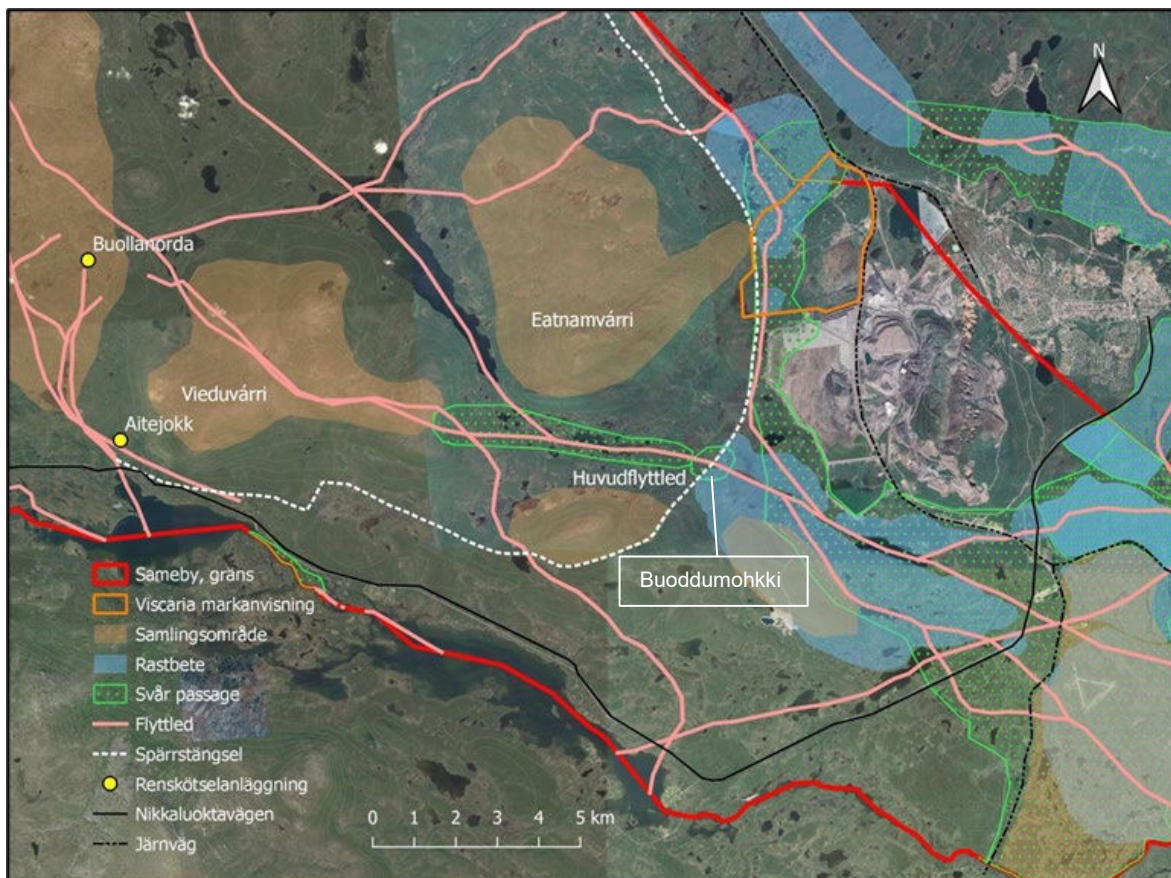 N
Buollanorda
Eatnamvárri
Vieduvárri
Aitejokk
Huvudflyttled
Buoddumohkki
Sameby, gräns
Viscaria markanvisning
Samlingsområde
Rastbete
Svår passage
Flyttled
Spärrstängsel
Renskötselanläggning
Nikkaluoktavägen
Järnväg
0 1 2 3 4 5 km